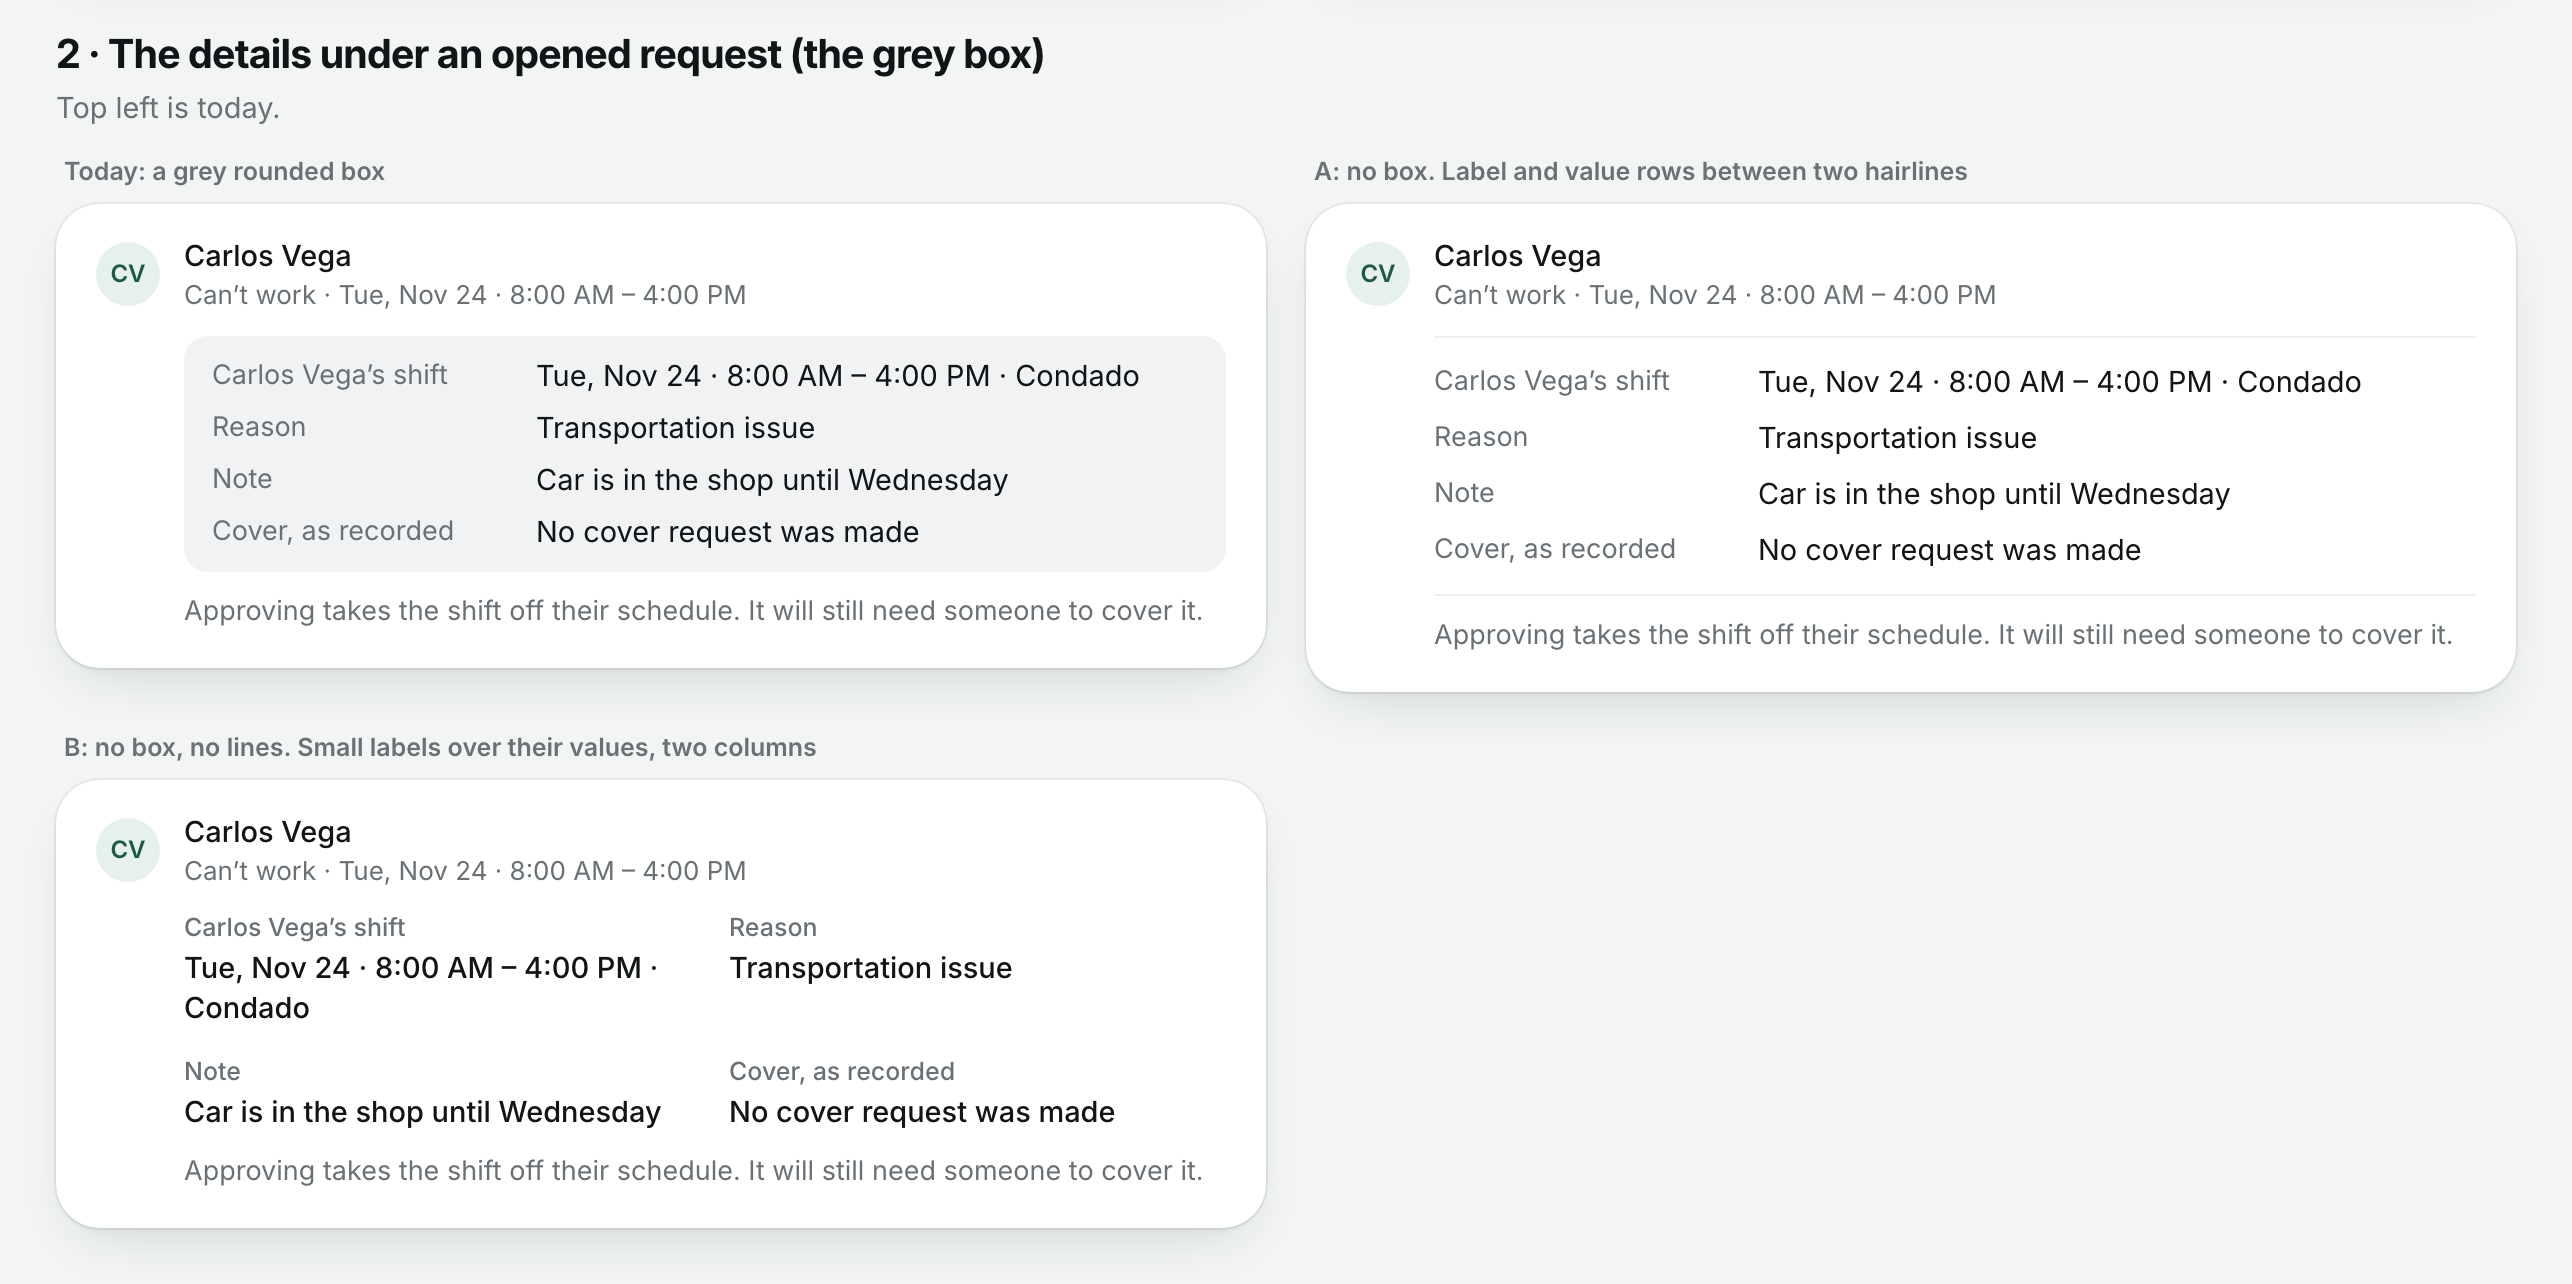 2 · The details under an opened request (the grey box)
Top left is today.
Today: a grey rounded box
CV
Carlos Vega
Can’t work · Tue, Nov 24 · 8:00 AM – 4:00 PM
Carlos Vega’s shift Tue, Nov 24 · 8:00 AM – 4:00 PM · Condado
Reason Transportation issue
Note Car is in the shop until Wednesday
Cover, as recorded No cover request was made
Approving takes the shift off their schedule. It will still need someone to cover it.
A: no box. Label and value rows between two hairlines
CV
Carlos Vega
Can’t work · Tue, Nov 24 · 8:00 AM – 4:00 PM
Carlos Vega’s shift Tue, Nov 24 · 8:00 AM – 4:00 PM · Condado
Reason Transportation issue
Note Car is in the shop until Wednesday
Cover, as recorded No cover request was made
Approving takes the shift off their schedule. It will still need someone to cover it.
B: no box, no lines. Small labels over their values, two columns
CV
Carlos Vega
Can’t work · Tue, Nov 24 · 8:00 AM – 4:00 PM
Carlos Vega’s shift
Tue, Nov 24 · 8:00 AM – 4:00 PM ·
Condado
Reason
Transportation issue
Note
Car is in the shop until Wednesday
Cover, as recorded
No cover request was made
Approving takes the shift off their schedule. It will still need someone to cover it.